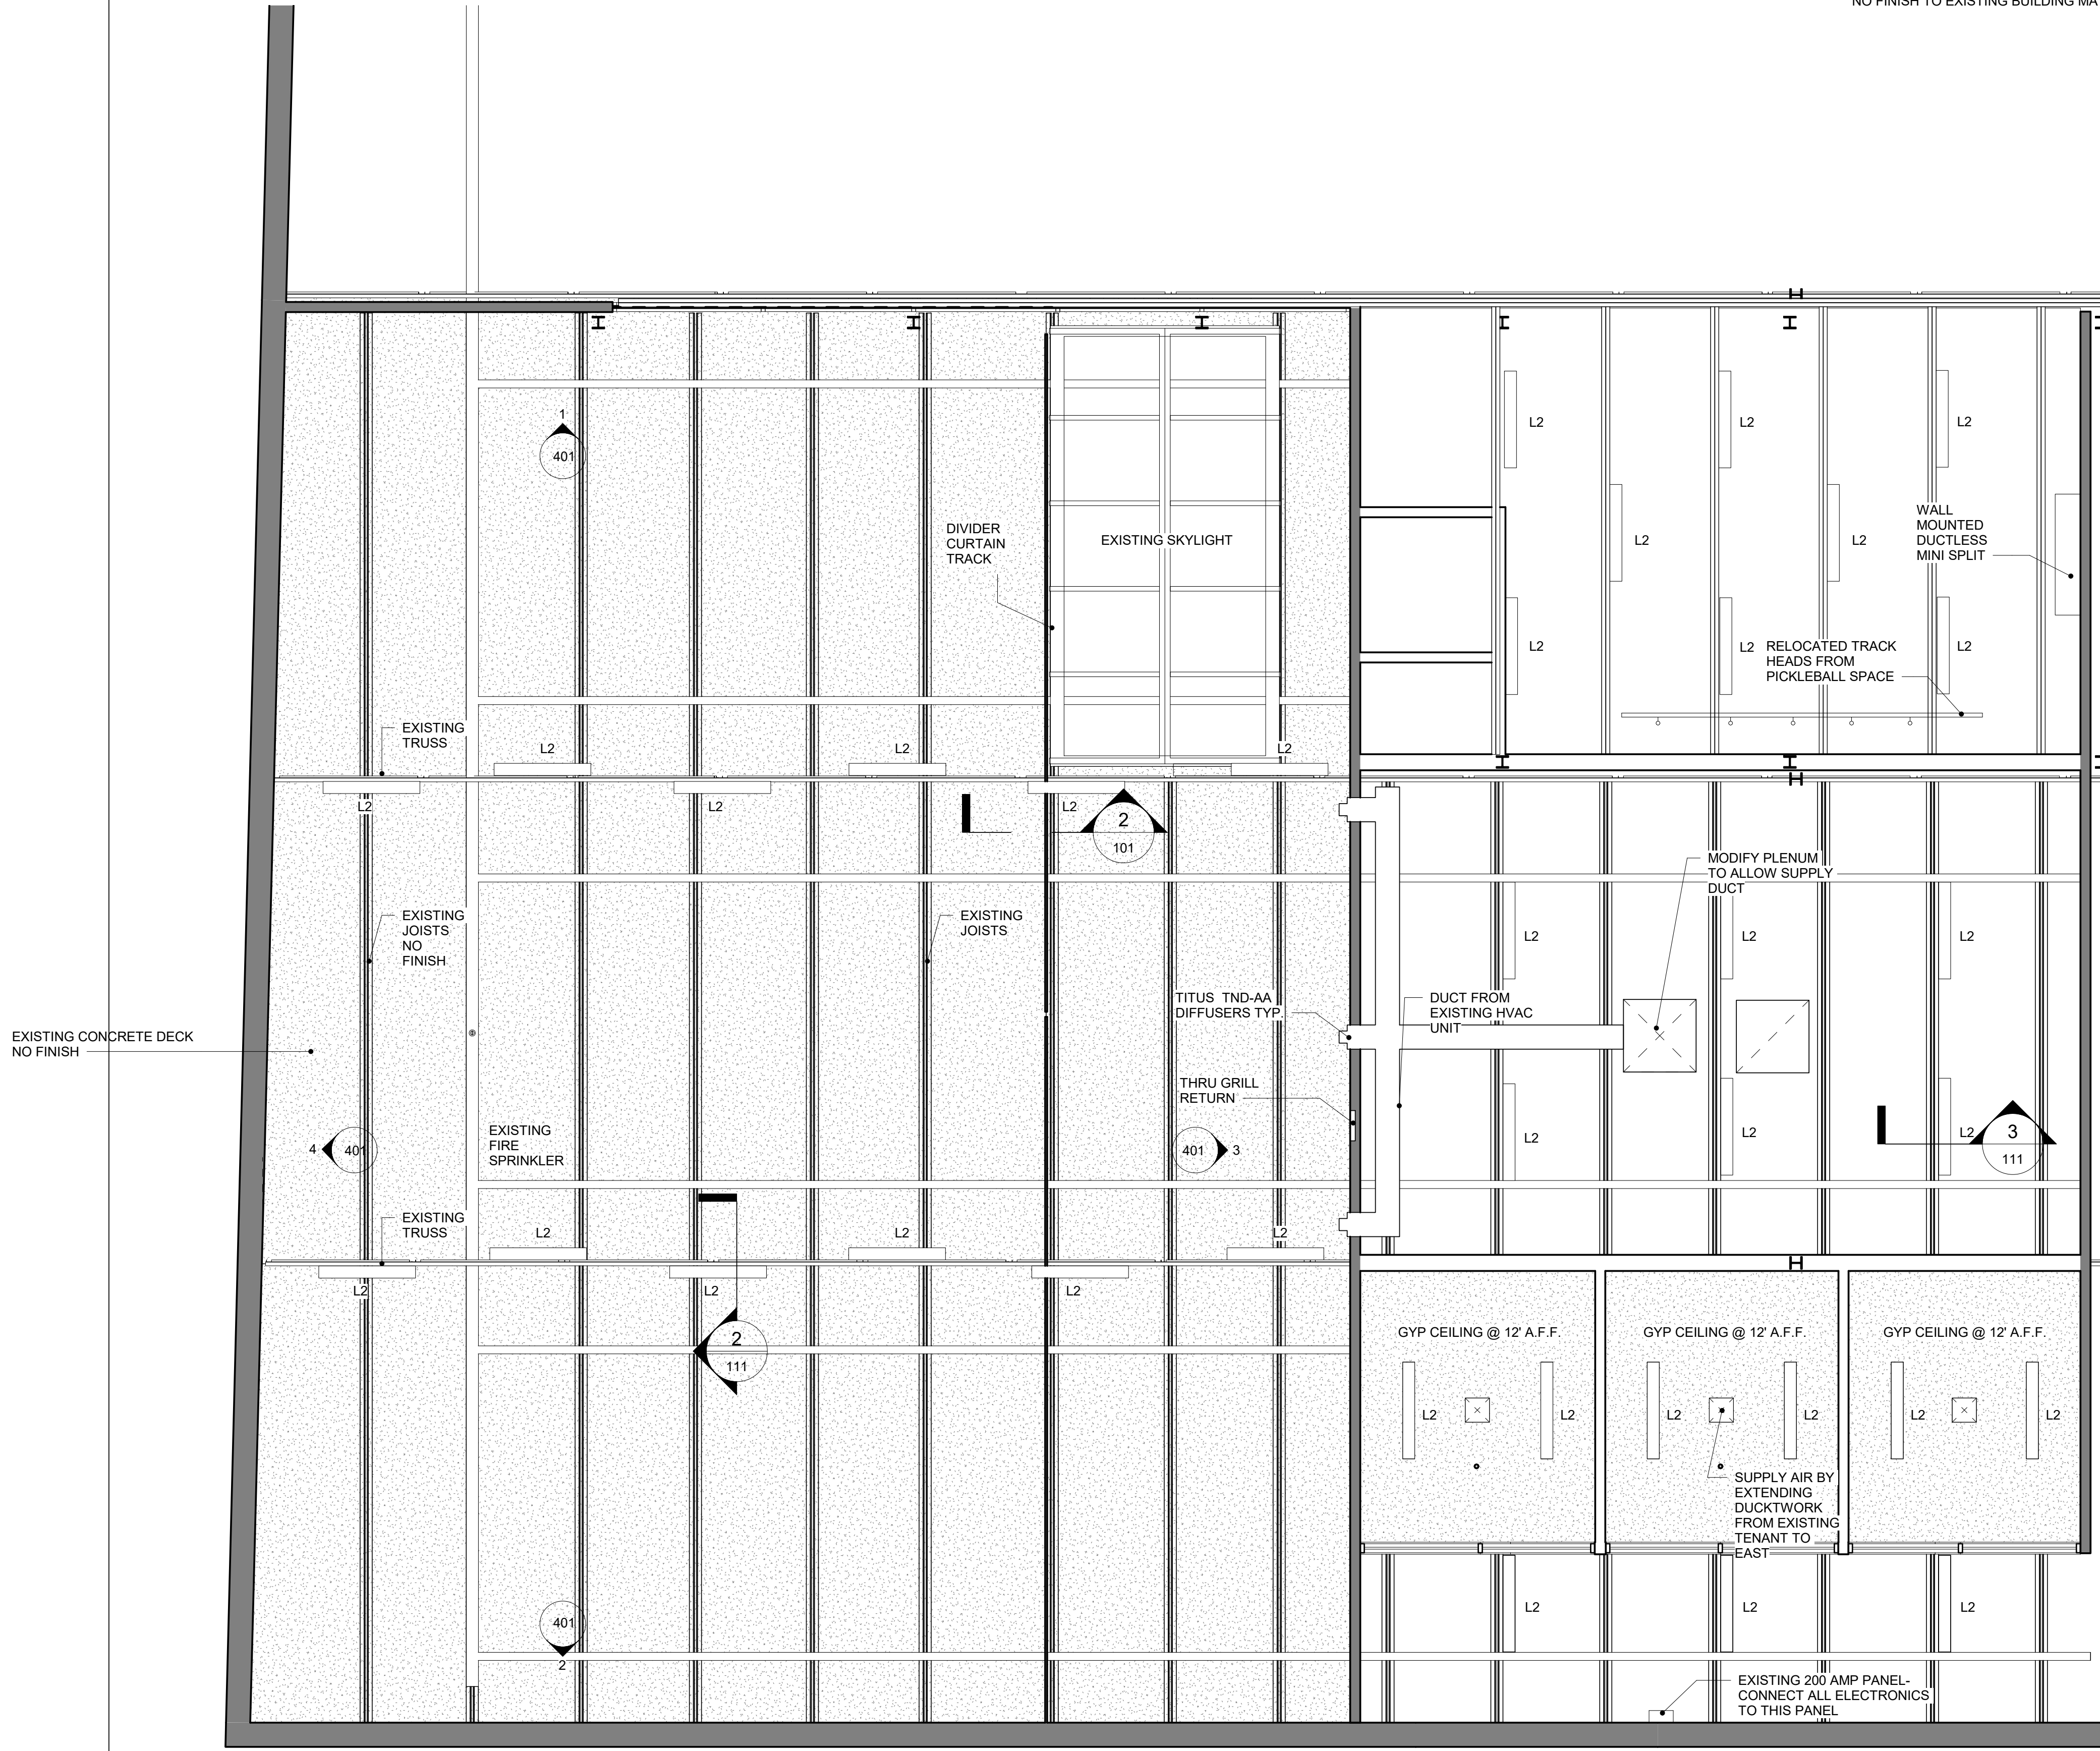 NO FINISH TO EXISTING BUILDING MA
1
401
DIVIDER
CURTAIN
TRACK
EXISTING SKYLIGHT
L2
L2
L2
WALL
MOUNTED
DUCTLESS
MINI SPLIT
L2
L2
L2
L2
L2
RELOCATED TRACK
HEADS FROM
PICKLEBALL SPACE
EXISTING
TRUSS
L2
L2
L2
L2
L2
L2
2
101
MODIFY PLENUM
TO ALLOW SUPPLY
DUCT
EXISTING
JOISTS
NO
FINISH
EXISTING
JOISTS
L2
L2
L2
TITUS TND-AA
DIFFUSERS TYP.
DUCT FROM
EXISTING HVAC
UNIT
EXISTING CONCRETE DECK
NO FINISH
THRU GRILL
RETURN
EXISTING
FIRE
SPRINKLER
4
401
401
3
L2
L2
L2
3
111
EXISTING
TRUSS
L2
L2
L2
L2
L2
L2
2
111
GYP CEILING @ 12' A.F.F.
GYP CEILING @ 12' A.F.F.
GYP CEILING @ 12' A.F.F.
L2
L2
L2
L2
L2
L2
SUPPLY AIR BY
EXTENDING
DUCKTWORK
FROM EXISTING
TENANT TO
EAST
401
2
L2
L2
L2
EXISTING 200 AMP PANEL-
CONNECT ALL ELECTRONICS
TO THIS PANEL